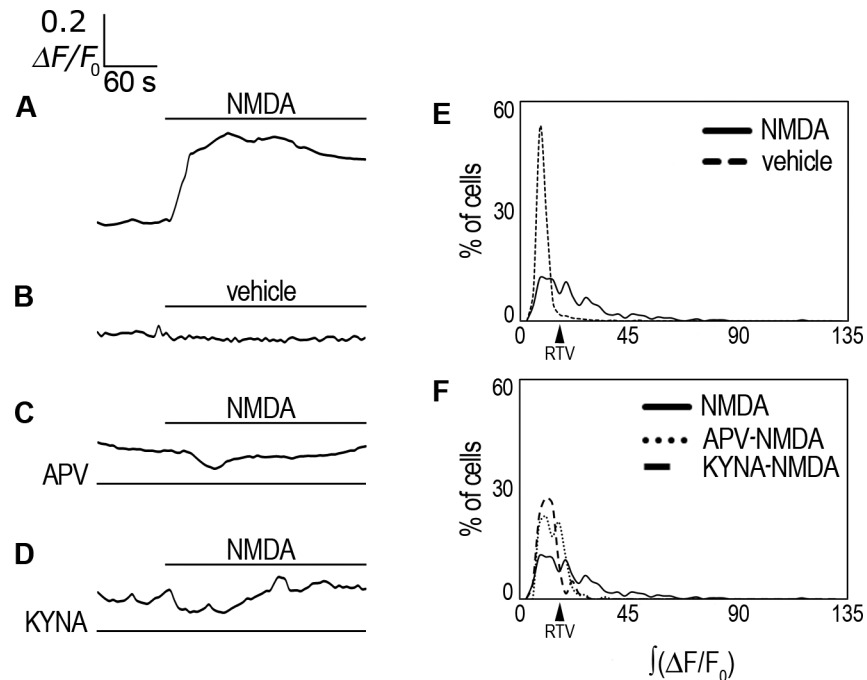 0.2
ΔF/F0
60 s
A
NMDA
B
vehicle
C
NMDA
APV
D
NMDA
KYNA
E
60
30
0
% of cells
NMDA
vehicle
0 45 90 135
RTV
F
60
30
0
% of cells
NMDA
APV-NMDA
KYNA-NMDA
0 45 90 135
RTV
∫(ΔF/F0)